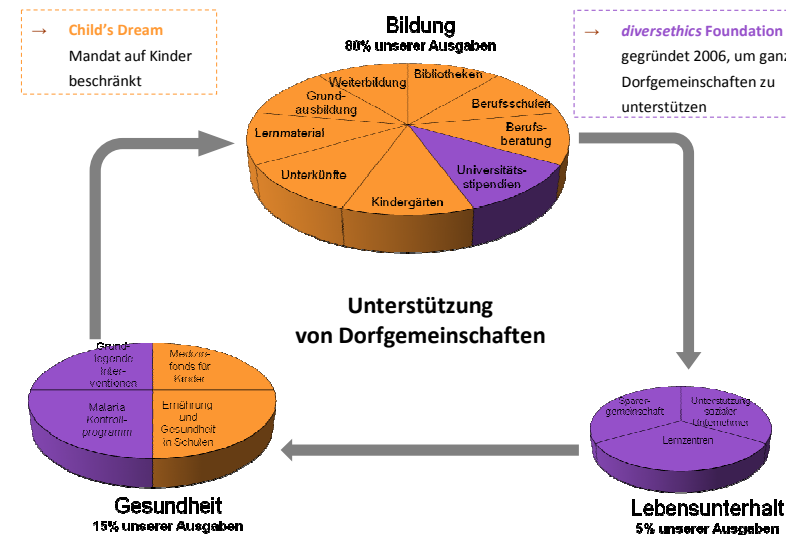 → Child's Dream
Mandat auf Kinder
beschränkt
Bildung
80% unserer Ausgaben
→ diversethics Foundation
gegründet 2006, um ganz
Dorfgemeinschaften zu
unterstützen
Weiterbildung
Bibliotheken
Grund-
ausbildung
Berufsschulen
Lernmaterial
Berufs-
beratung
Unterkünfte
Universitäts-
stipendien
Kindergärten
Unterstützung
von Dorfgemeinschaften
Grund-
legende
Inter-
ventionen
Medizin-
fonds für
Kinder
Malaria
Kontroll-
programm
Ernährung
und
Gesundheit
in Schulen
Sparer-
gemeinschaft
Unterstützung
sozialer
Unternehmer
Lernzentren
Gesundheit
15% unserer Ausgaben
Lebensunterhalt
5% unserer Ausgaben